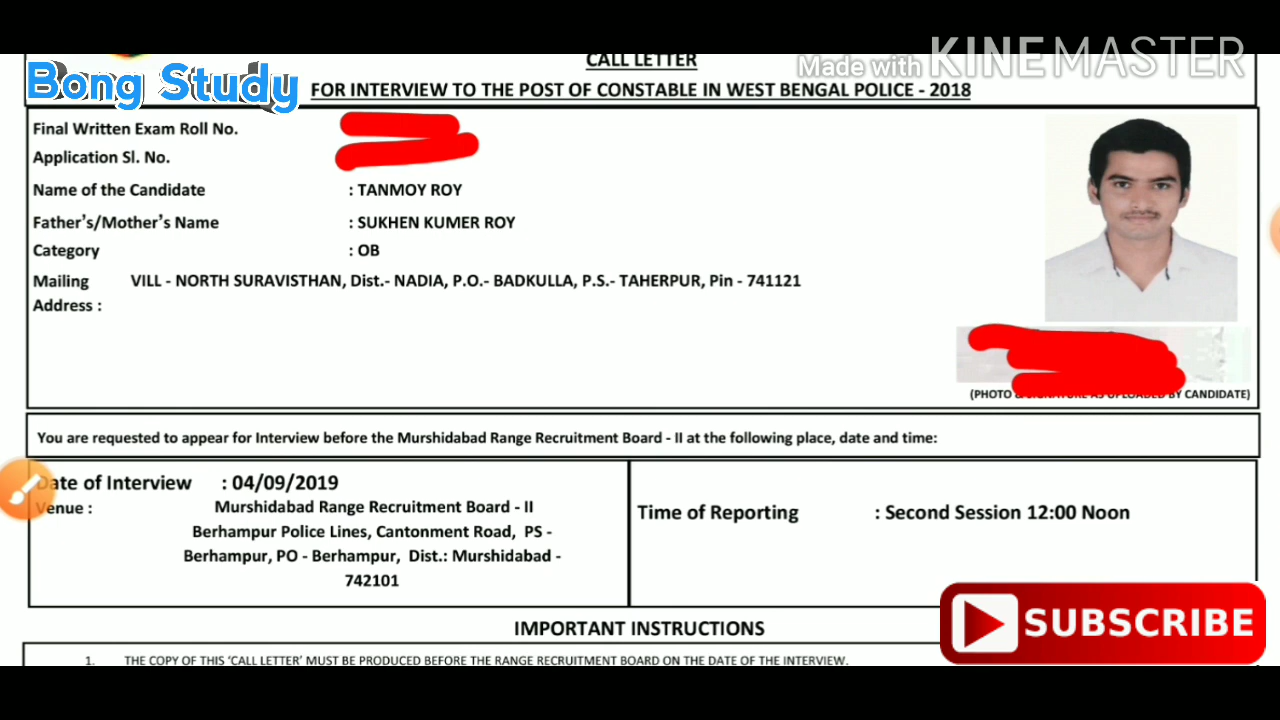 CALL LETTER
Made with KINEMASTER
Bong Study
FOR INTERVIEW TO THE POST OF CONSTABLE IN WEST BENGAL POLICE - 2018
Final Written Exam Roll No.
Application Sl. No.
Name of the Candidate : TANMOY ROY
Father's/Mother's Name : SUKHEN KUMER ROY
Category : OB
Mailing Address : VILL - NORTH SURAVISTHAN, Dist.- NADIA, P.O.- BADKULLA, P.S.- TAHERPUR, Pin - 741121
(PHOTO & SIGNATURE AS UPLOADED BY CANDIDATE)
You are requested to appear for Interview before the Murshidabad Range Recruitment Board - II at the following place, date and time:
Date of Interview : 04/09/2019
Venue : Murshidabad Range Recruitment Board - II
Berhampur Police Lines, Cantonment Road, PS -
Berhampur, PO - Berhampur, Dist.: Murshidabad -
742101
Time of Reporting : Second Session 12:00 Noon
SUBSCRIBE
IMPORTANT INSTRUCTIONS
1. THE COPY OF THIS 'CALL LETTER' MUST BE PRODUCED BEFORE THE RANGE RECRUITMENT BOARD ON THE DATE OF THE INTERVIEW.